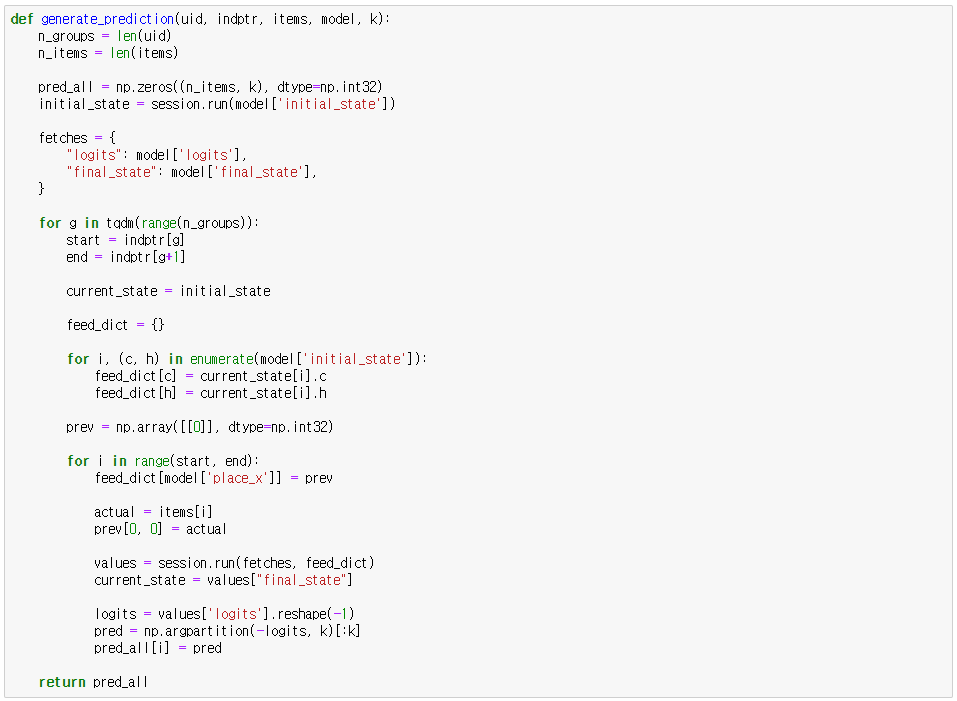 def generate_prediction(uid, indptr, items, model, k):
    n_groups = len(uid)
    n_items = len(items)

    pred_all = np.zeros((n_items, k), dtype=np.int32)
    initial_state = session.run(model['initial_state'])

    fetches = {
        "logits": model['logits'],
        "final_state": model['final_state'],
    }

    for g in tqdm(range(n_groups)):
        start = indptr[g]
        end = indptr[g+1]

        current_state = initial_state

        feed_dict = {}

        for i, (c, h) in enumerate(model['initial_state']):
            feed_dict[c] = current_state[i].c
            feed_dict[h] = current_state[i].h

        prev = np.array([[0]], dtype=np.int32)

        for i in range(start, end):
            feed_dict[model['place_x']] = prev

            actual = items[i]
            prev[0, 0] = actual

            values = session.run(fetches, feed_dict)
            current_state = values["final_state"]

            logits = values['logits'].reshape(-1)
            pred = np.argpartition(-logits, k)[:k]
            pred_all[i] = pred

    return pred_all